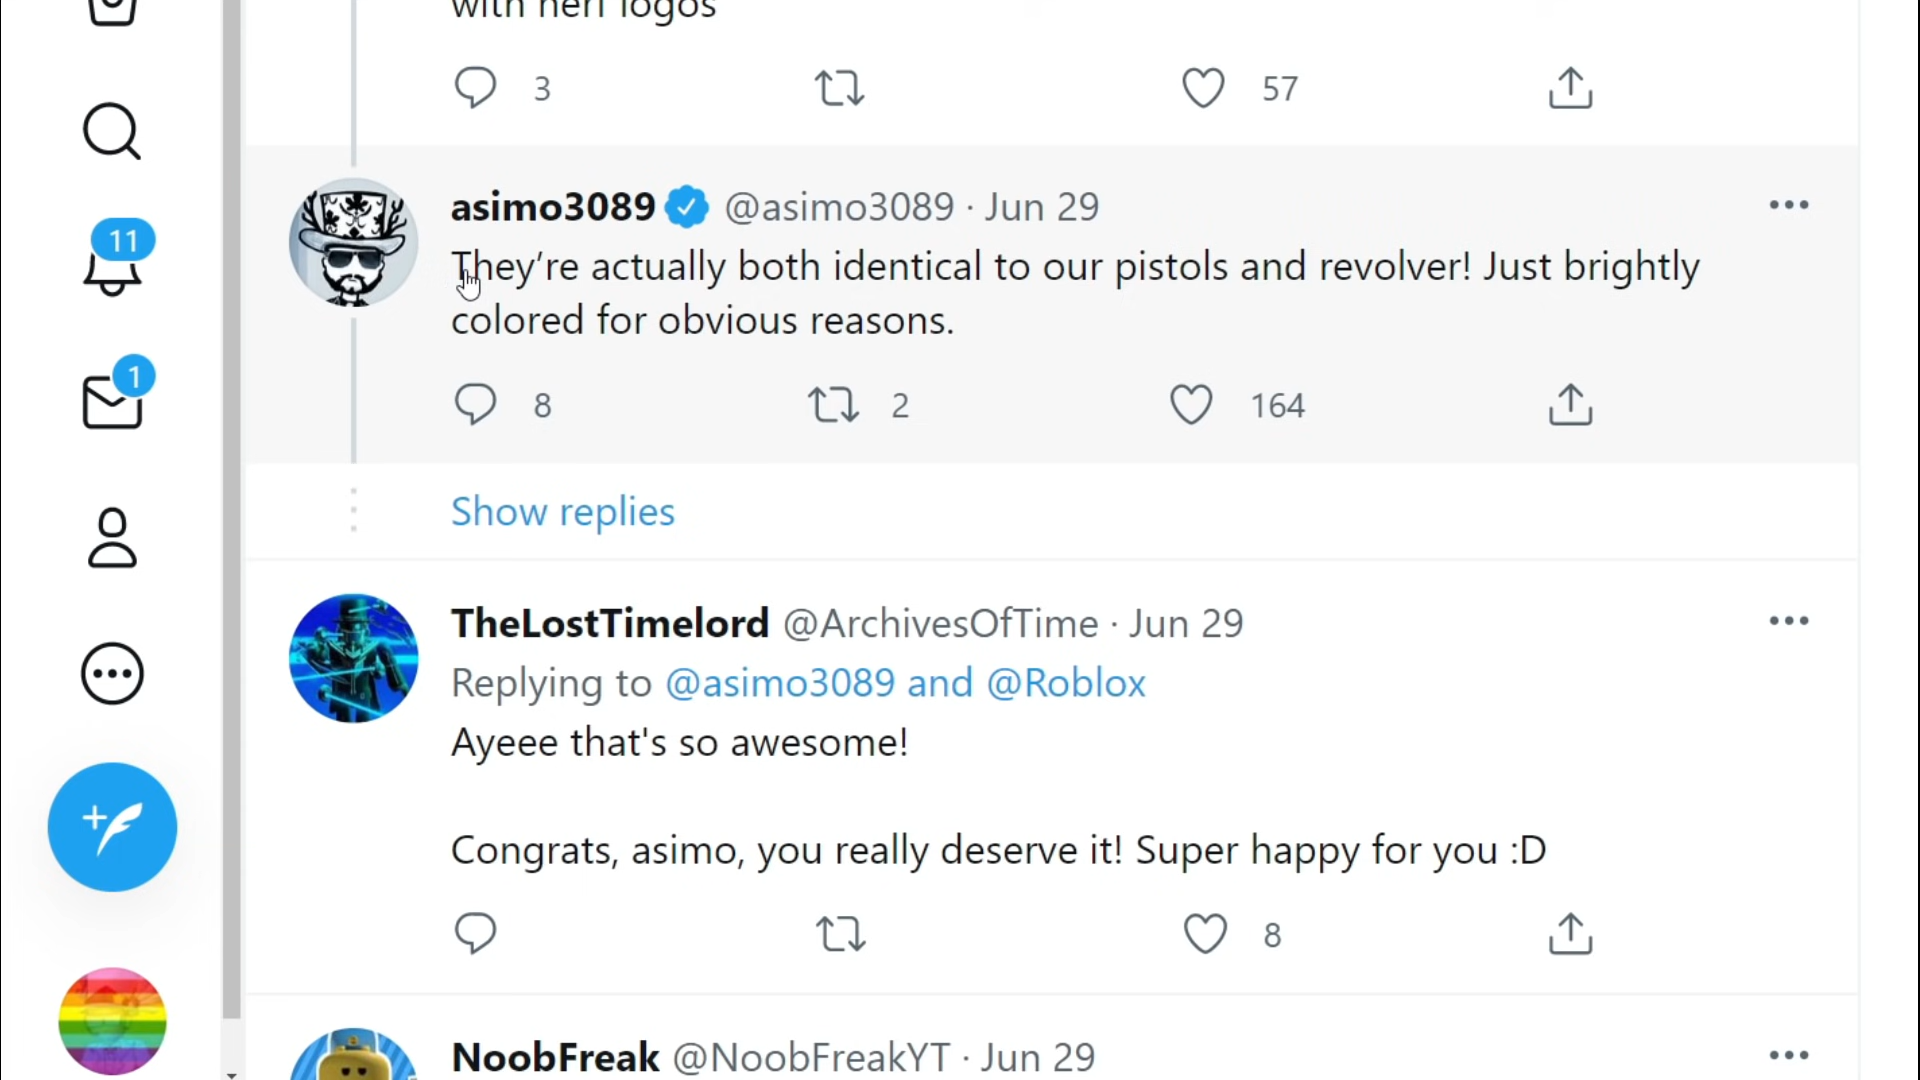 with nerf logos
3 57
asimo3089 @asimo3089 · Jun 29
They’re actually both identical to our pistols and revolver! Just brightly
colored for obvious reasons.
8 2 164
Show replies
TheLostTimelord @ArchivesOfTime · Jun 29
Replying to @asimo3089 and @Roblox
Ayeee that's so awesome!
Congrats, asimo, you really deserve it! Super happy for you :D
8
NoobFreak @NoobFreakYT · Jun 29
11
1